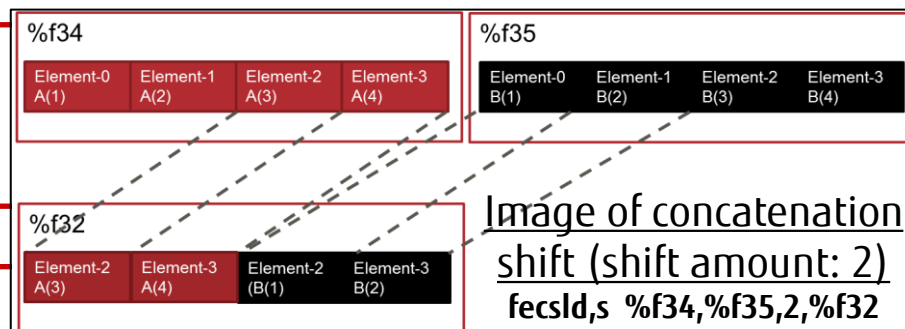 %f34
%f35
Element-0 Element-1 Element-2 Element-3
A(1) A(2) A(3) A(4)
Element-0 Element-1 Element-2 Element-3
B(1) B(2) B(3) B(4)
%f32
Element-2 Element-3 Element-2 Element-3
A(3) A(4) (B(1) B(2)
Image of concatenation
shift (shift amount: 2)
fecsld,s %f34,%f35,2,%f32